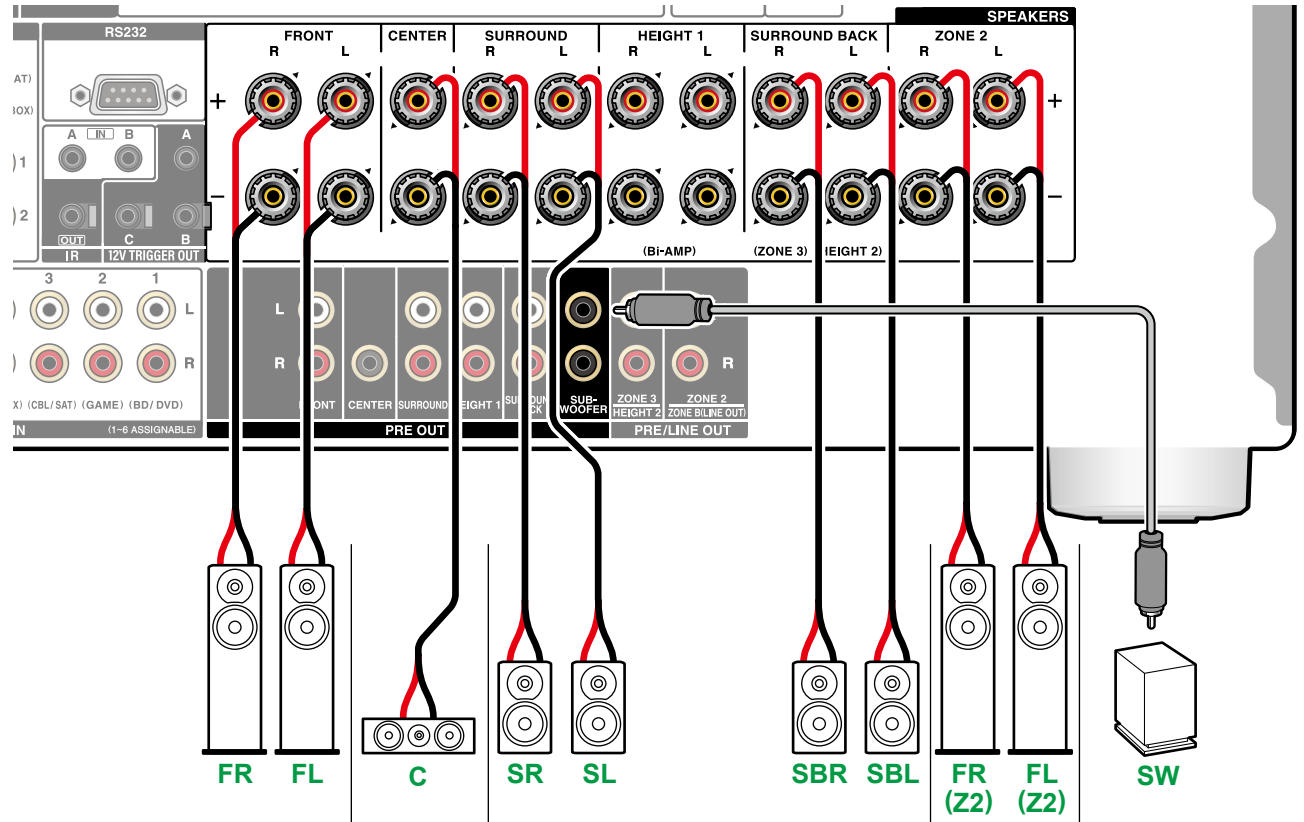 SPEAKERS
RS232
FRONT
CENTER
SURROUND
HEIGHT 1
SURROUND BACK
ZONE 2
R L
R L
R L
R L
R L
AT)
BOX)
+
+
A IN B
A
1
−
−
2
OUT
C
B
IR
12V TRIGGER OUT
(Bi-AMP)
(ZONE 3)
HEIGHT 2)
3 2 1
L
L
R
R
R
X) (CBL/SAT) (GAME) (BD/DVD)
IN
(1~6 ASSIGNABLE)
CENTER
SURROUND
EIGHT 1
SUB-
WOOFER
ZONE 3
HEIGHT 2
ZONE 2
ZONE B(LINE OUT)
PRE OUT
PRE/LINE OUT
FR
FL
C
SR
SL
SBR
SBL
FR
(Z2)
FL
(Z2)
SW